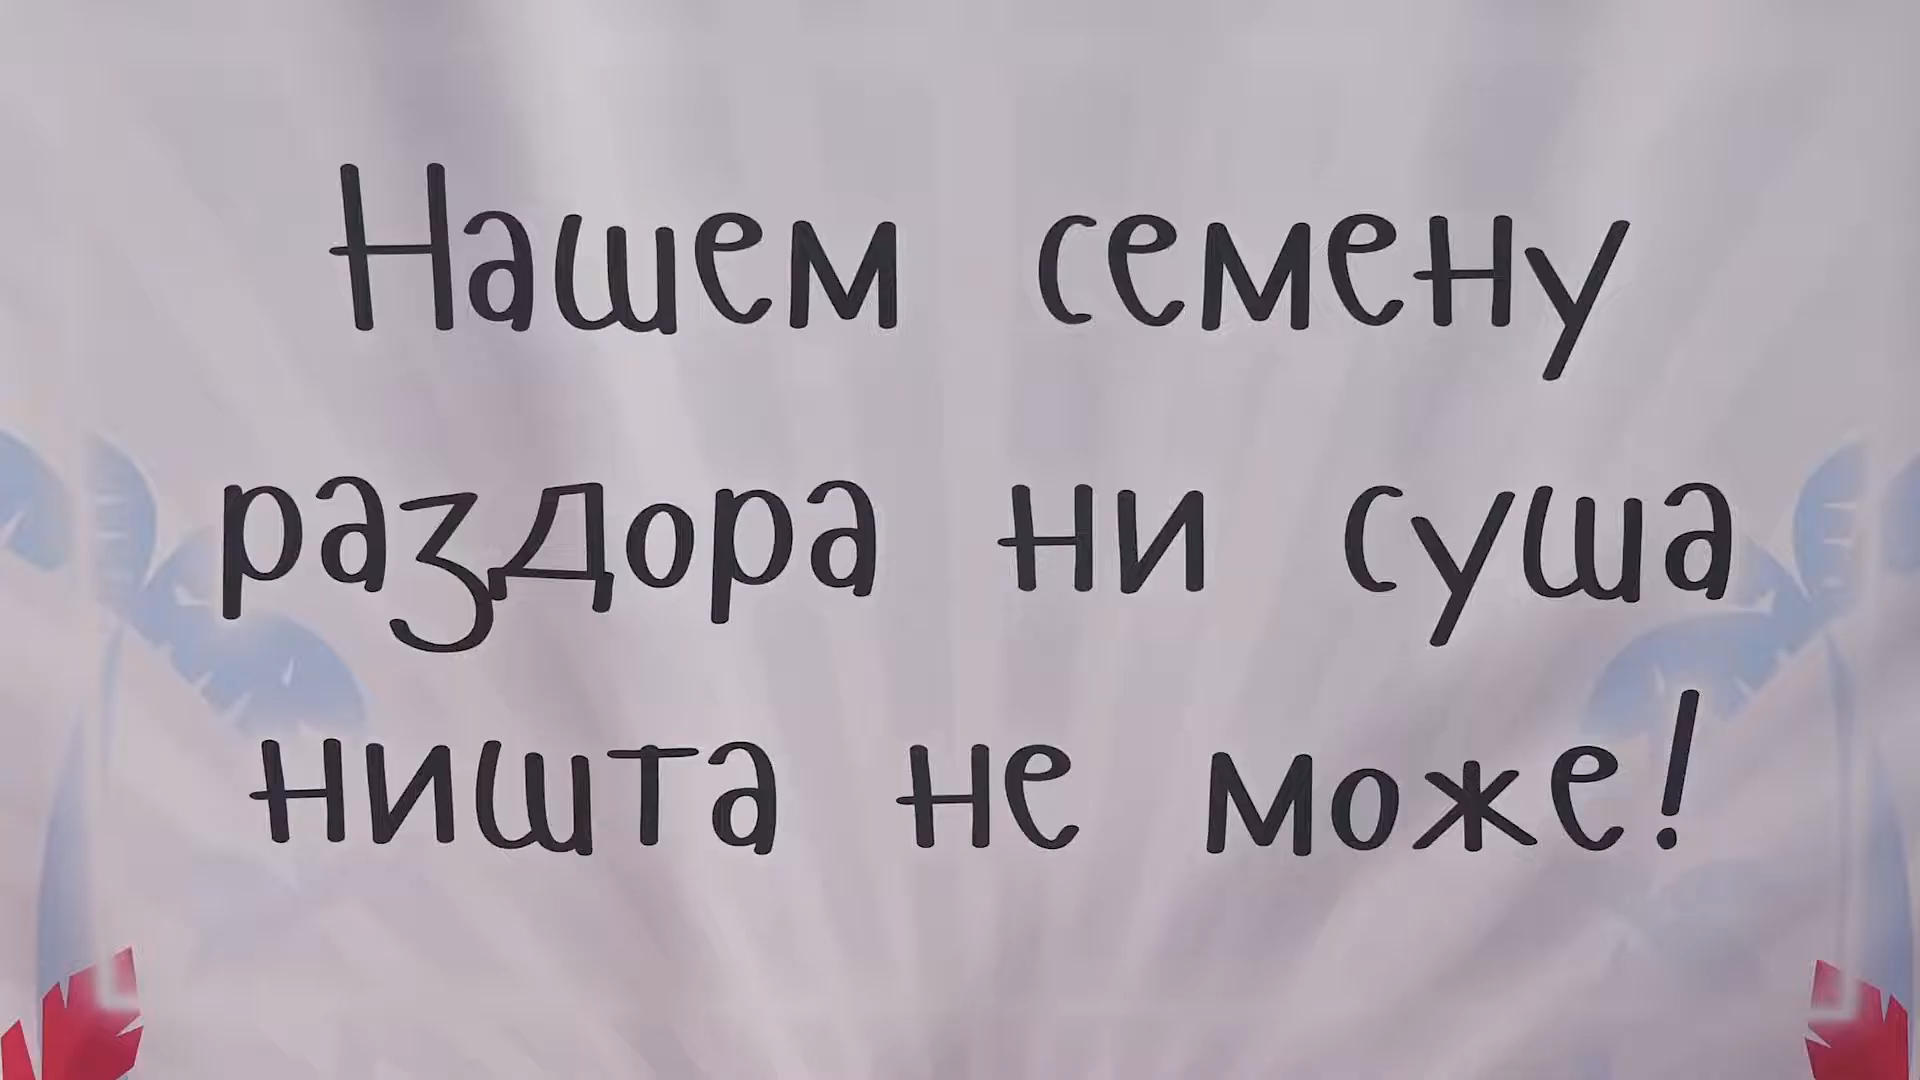 Нашем семену
раздора ни суша
ништа не може!